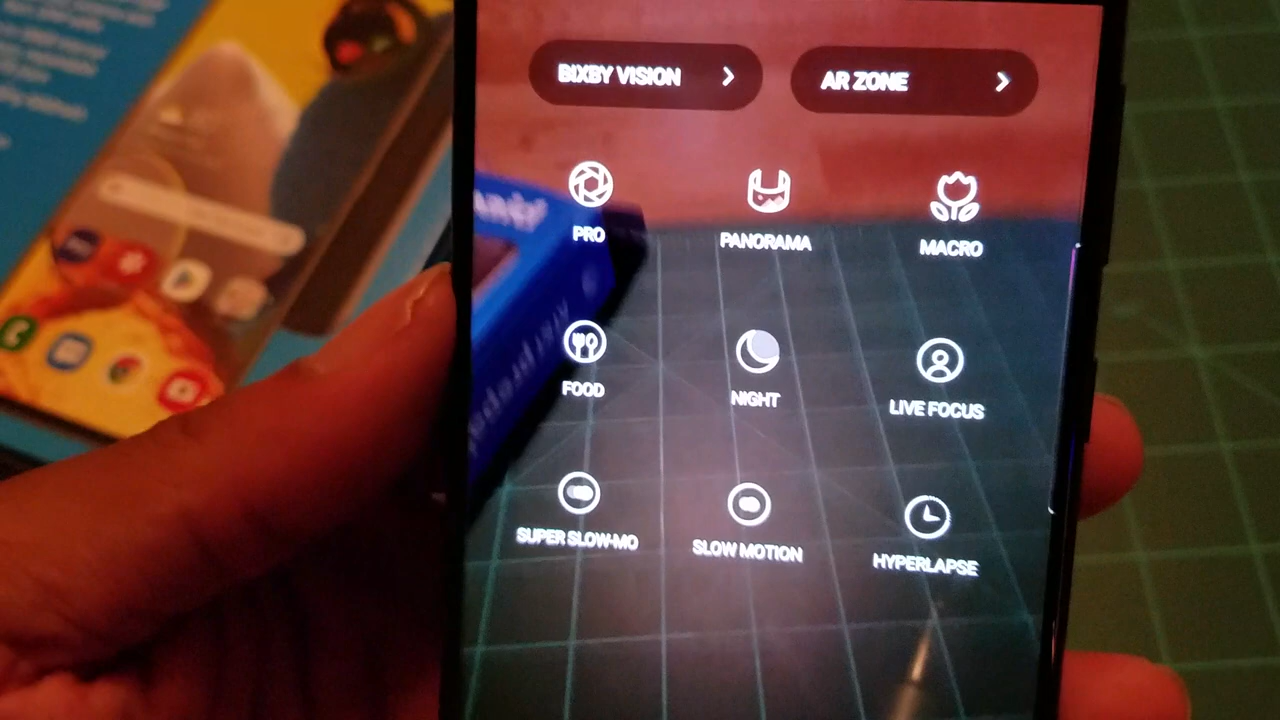 BIXBY VISION
AR ZONE
PRO
PANORAMA
MACRO
FOOD
NIGHT
LIVE FOCUS
SUPER SLOW-MO
SLOW MOTION
HYPERLAPSE